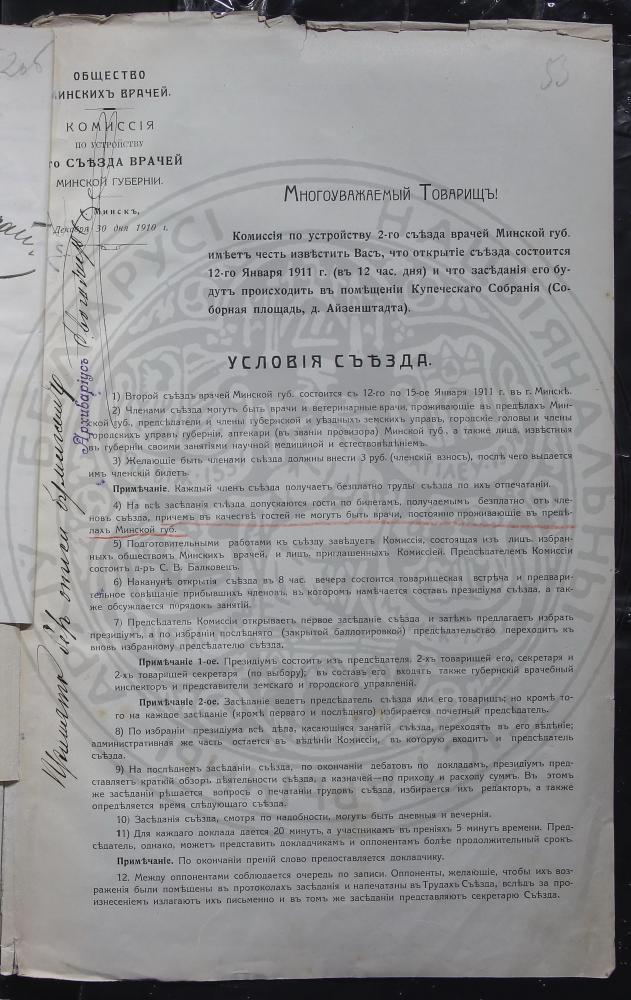 ОБЩЕСТВО
МИНСКИХЪ ВРАЧЕЙ.
КОМИССІЯ
ПО УСТРОЙСТВУ
го СЪѢЗДА ВРАЧЕЙ
МИНСКОЙ ГУБЕРНІИ.
Минскъ,
Декабря 30 дня 1910 г.
53
Многоуважаемый Товарищъ!
Комиссія по устройству 2-го съѣзда врачей Минской губ.
имѣетъ честь извѣстить Васъ, что открытіе съѣзда состоится
12-го Января 1911 г. (въ 12 час. дня) и что засѣданія его бу-
дутъ происходить въ помѣщеніи Купеческаго Собранія (Со-
борная площадь, д. Айзенштадта).
УСЛОВІЯ СЪѢЗДА.
1) Второй съѣздъ врачей Минской губ. состоится съ 12-го по 15-ое Января 1911 г. въ г. Минскѣ.
2) Членами съѣзда могутъ быть врачи и ветеринарные врачи, проживающіе въ предѣлахъ Мин-
ской губ., предсѣдатели и члены губернской и уѣздныхъ земскихъ управъ, городскіе головы и члены
городскихъ управъ губерніи, аптекари (въ званіи провизора) Минской губ., а также лица, извѣстныя
въ губерніи своими занятіями научной медициной и естествовѣдѣніемъ.
3) Желающіе быть членами съѣзда должны внести 3 руб. (членскій взносъ), послѣ чего выдается
имъ членскій билетъ.
Примѣчаніе. Каждый членъ съѣзда получаетъ безплатно труды съѣзда по ихъ отпечатаніи.
4) На всѣ засѣданія съѣзда допускаются гости по билетамъ, получаемымъ безплатно отъ чле-
новъ съѣзда, причемъ въ качествѣ гостей не могутъ быть врачи, постоянно проживающіе въ предѣ-
лахъ Минской губ.
5) Подготовительными работами къ съѣзду завѣдуетъ Комиссія, состоящая изъ лицъ, избран-
ныхъ обществомъ Минскихъ врачей, и лицъ, приглашенныхъ Комиссіей. Предсѣдателемъ Комиссіи
состоитъ д-ръ С. В. Балковецъ.
6) Наканунѣ открытія съѣзда въ 8 час. вечера состоится товарищеская встрѣча и предвари-
тельное совѣщаніе прибывшихъ членовъ, въ которомъ намѣчается составъ президіума съѣзда, а так-
же обсуждается порядокъ занятій.
7) Предсѣдатель Комиссіи открываетъ первое засѣданіе съѣзда и затѣмъ предлагаетъ избрать
президіумъ, а по избраніи послѣдняго (закрытой баллотировкой) предсѣдательство переходитъ къ
вновь избранному предсѣдателю съѣзда.
Примѣчаніе 1-ое. Президіумъ состоитъ изъ предсѣдателя, 2-хъ товарищей его, секретаря и
2-хъ товарищей секретаря (по выбору); въ составъ его входятъ также губернскій врачебный
инспекторъ и представители земскаго и городского управленій.
Примѣчаніе 2-ое. Засѣданіе ведетъ предсѣдатель съѣзда или его товарищъ; но кромѣ то-
го на каждое засѣданіе (кромѣ перваго и послѣдняго) избирается почетный предсѣдатель.
8) По избраніи президіума всѣ дѣла, касающіяся занятій съѣзда, переходятъ въ его вѣдѣніе;
административная же часть остается въ вѣдѣніи Комиссіи, въ которую входитъ и предсѣдатель
съѣзда.
9) На послѣднемъ засѣданіи съѣзда, по окончаніи дебатовъ по докладамъ, президіумъ пред-
ставляетъ краткій обзоръ дѣятельности съѣзда, а казначей—по приходу и расходу суммъ. Въ этомъ
же засѣданіи рѣшается вопросъ о печатаніи трудовъ съѣзда, избирается ихъ редакторъ, а также
опредѣляется время слѣдующаго съѣзда.
10) Засѣданія съѣзда, смотря по надобности, могутъ быть дневныя и вечернія.
11) Для каждаго доклада дается 20 минутъ, а участникамъ въ преніяхъ 5 минутъ времени. Пред-
сѣдатель, однако, можетъ представить докладчикамъ и оппонентамъ болѣе продолжительный срокъ.
Примѣчаніе. По окончаніи преній слово предоставляется докладчику.
12. Между оппонентами соблюдается очередь по записи. Оппоненты, желающіе, чтобы ихъ воз-
раженія были помѣщены въ протоколахъ засѣданія и напечатаны въ Трудахъ Съѣзда, вслѣдъ за про-
изнесеніемъ излагаютъ ихъ письменно и въ томъ же засѣданіи представляютъ секретарю Съѣзда.
Архиваріусъ